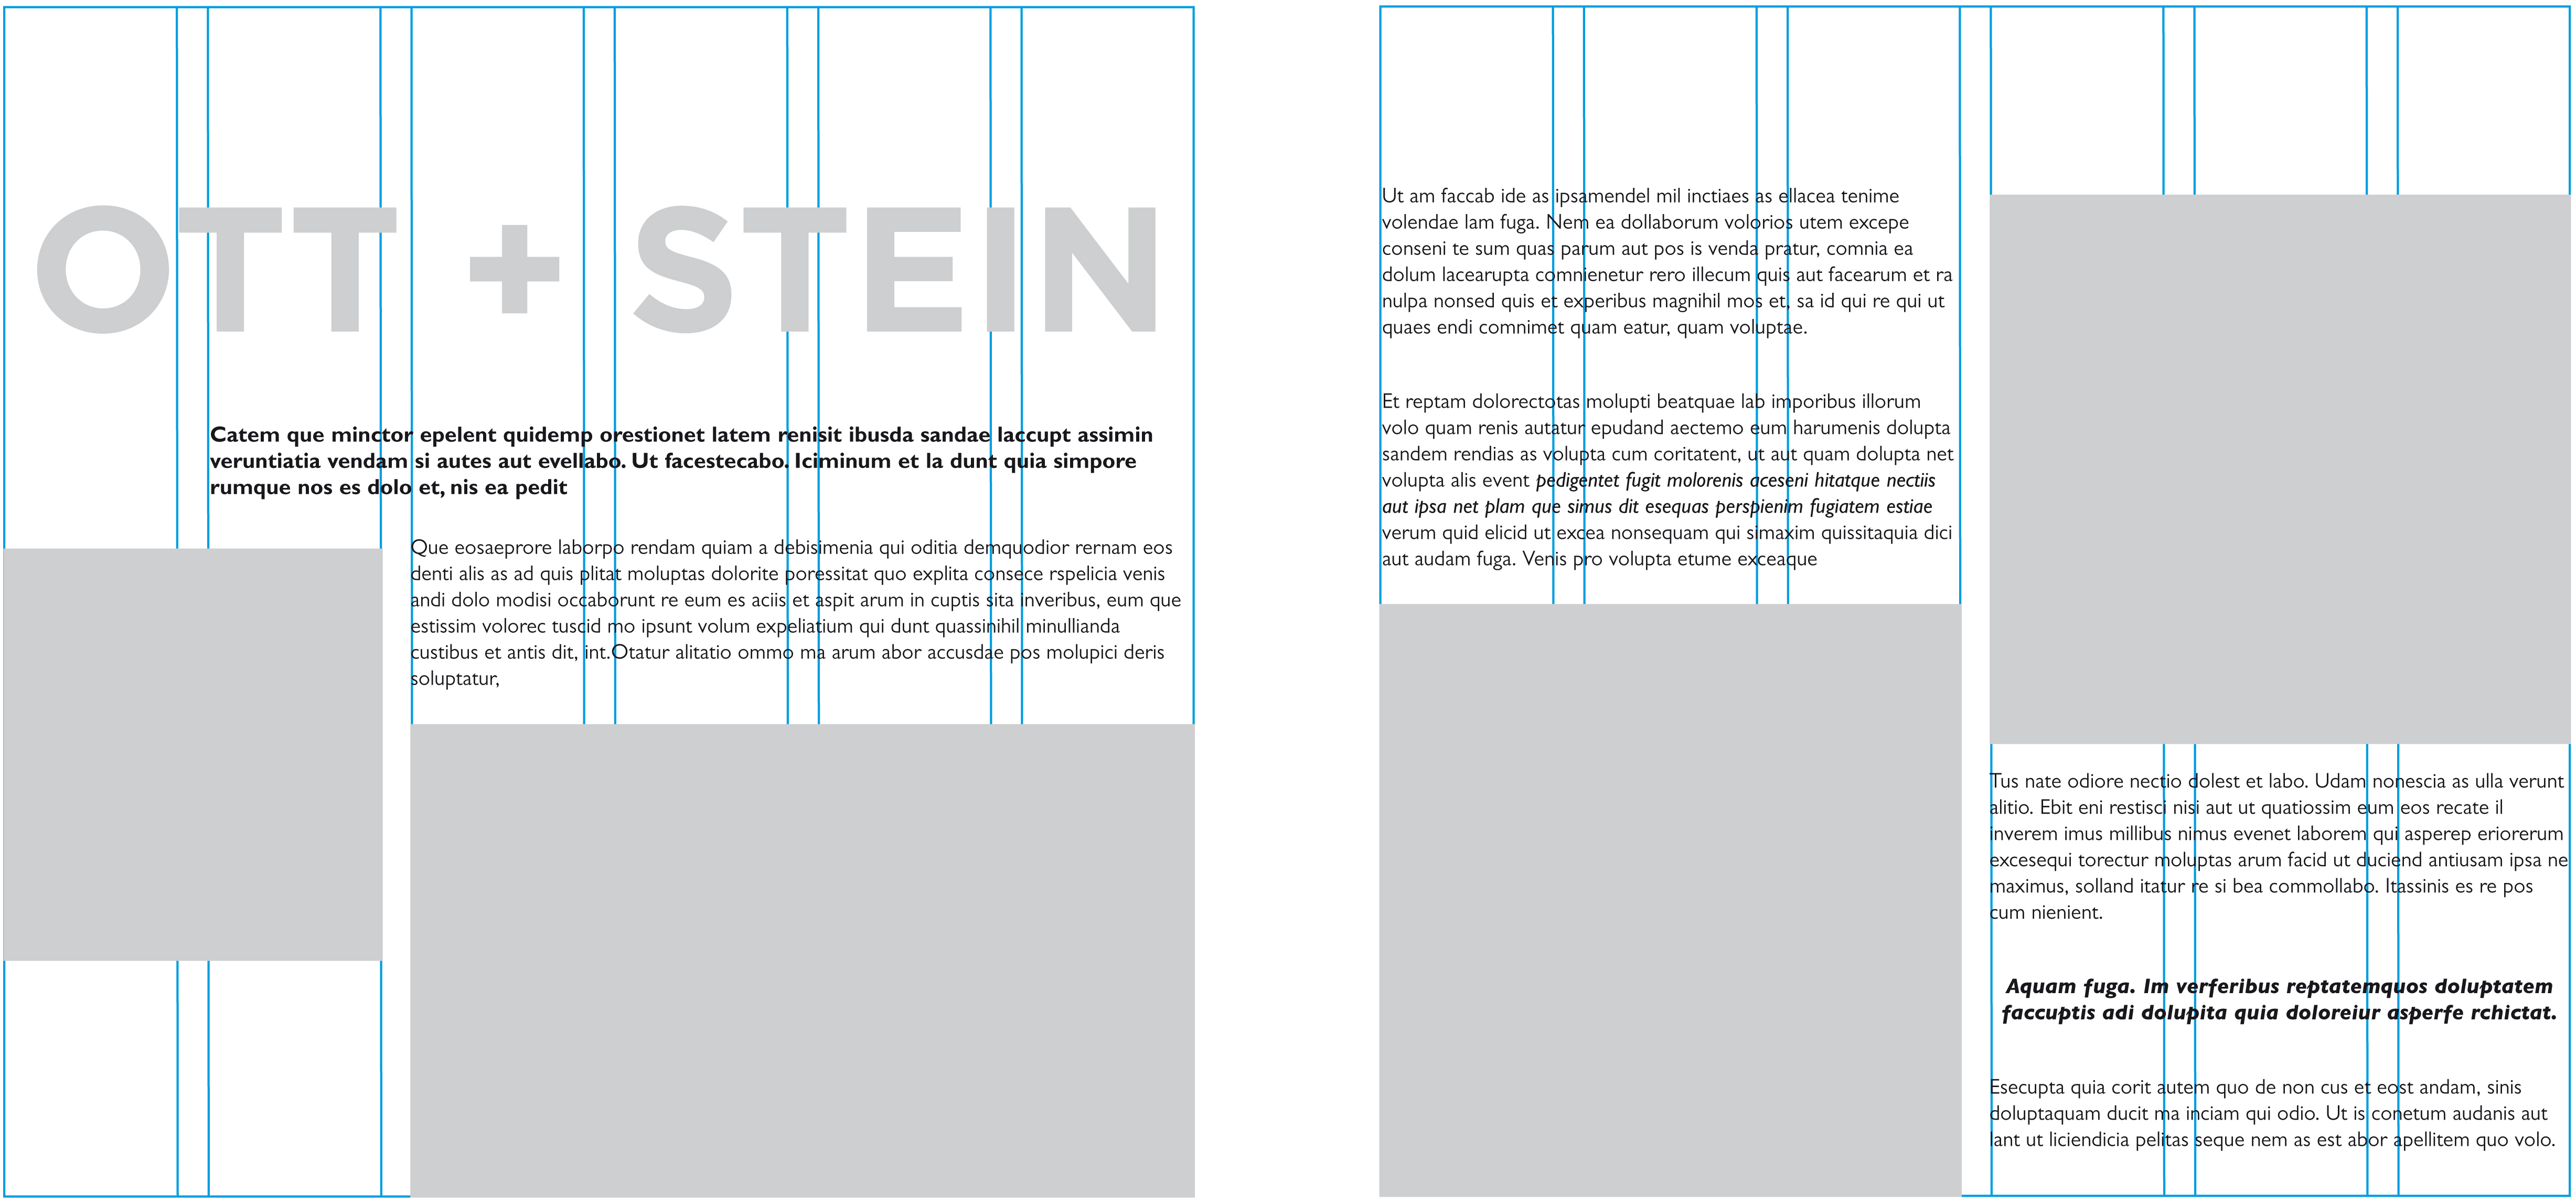 OTT + STEIN
Catem que minctor epelent quidemp orestionet latem renisit ibusda sandae laccupt assimin
veruntiatia vendam si autes aut evellabo. Ut facestecabo. Iciminum et la dunt quia simpore
rumque nos es dolo et, nis ea pedit
Que eosaeprore laborpo rendam quiam a debisimenia qui oditia demquodior rernam eos
denti alis as ad quis plitat moluptas dolorite poressitat quo explita consece rspelicia venis
andi dolo modisi occaborunt re eum es aciis et aspit arum in cuptis sita inveribus, eum que
estissim volorec tuscid mo ipsunt volum expeliatium qui dunt quassinihil minullianda
custibus et antis dit, int.Otatur alitatio ommo ma arum abor accusdae pos molupici deris
soluptatur,
Ut am faccab ide as ipsamendel mil inctiaes as ellacea tenime
volendae lam fuga. Nem ea dollaborum volorios utem excepe
conseni te sum quas parum aut pos is venda pratur, comnia ea
dolum lacearupta comnienetur rero illecum quis aut facearum et ra
nulpa nonsed quis et experibus magnihil mos et, sa id qui re qui ut
quaes endi comnimet quam eatur, quam voluptae.
Et reptam dolorectotas molupti beatquae lab imporibus illorum
volo quam renis autatur epudand aectemo eum harumenis dolupta
sandem rendias as volupta cum coritatent, ut aut quam dolupta net
volupta alis event pedigentet fugit molorenis aceseni hitatque nectiis
aut ipsa net plam que simus dit esequas perspienim fugiatem estiae
verum quid elicid ut excea nonsequam qui simaxim quissitaquia dici
aut audam fuga. Venis pro volupta etume exceaque
Tus nate odiore nectio dolest et labo. Udam nonescia as ulla verunt
alitio. Ebit eni restisci nisi aut ut quatiossim eum eos recate il
inverem imus millibus nimus evenet laborem qui asperep eriorerum
excesequi torectur moluptas arum facid ut duciend antiusam ipsa ne
maximus, solland itatur re si bea commollabo. Itassinis es re pos
cum nienient.
Aquam fuga. Im verferibus reptatemquos doluptatem
faccuptis adi dolupita quia doloreiur asperfe rchictat.
Esecupta quia corit autem quo de non cus et eost andam, sinis
doluptaquam ducit ma inciam qui odio. Ut is conetum audanis aut
lant ut liciendicia pelitas seque nem as est abor apellitem quo volo.